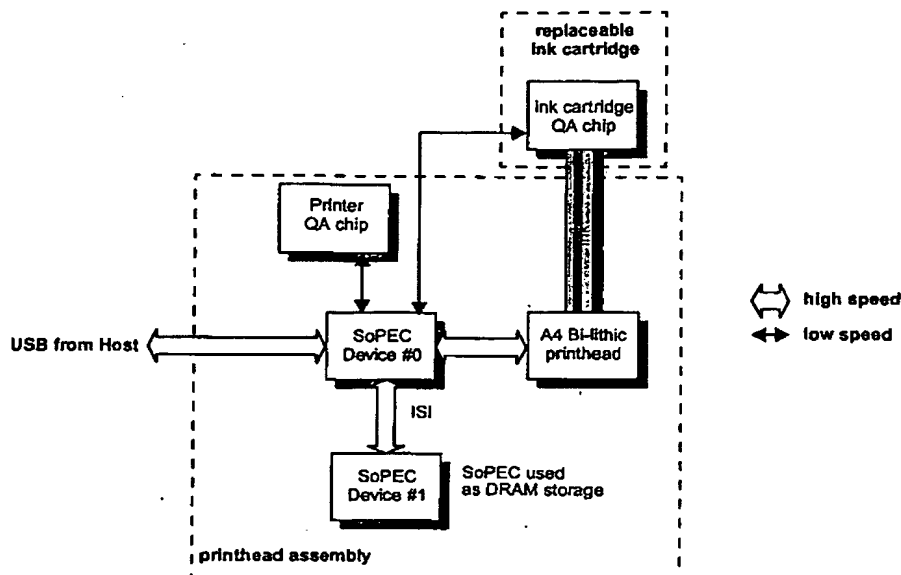 replaceable
ink cartridge
Ink cartridge
QA chip
Printer
QA chip
USB from Host
SoPEC
Device #0
A4 Bi-lithic
printhead
high speed
low speed
ISI
SoPEC
Device #1
SoPEC used
as DRAM storage
printhead assembly